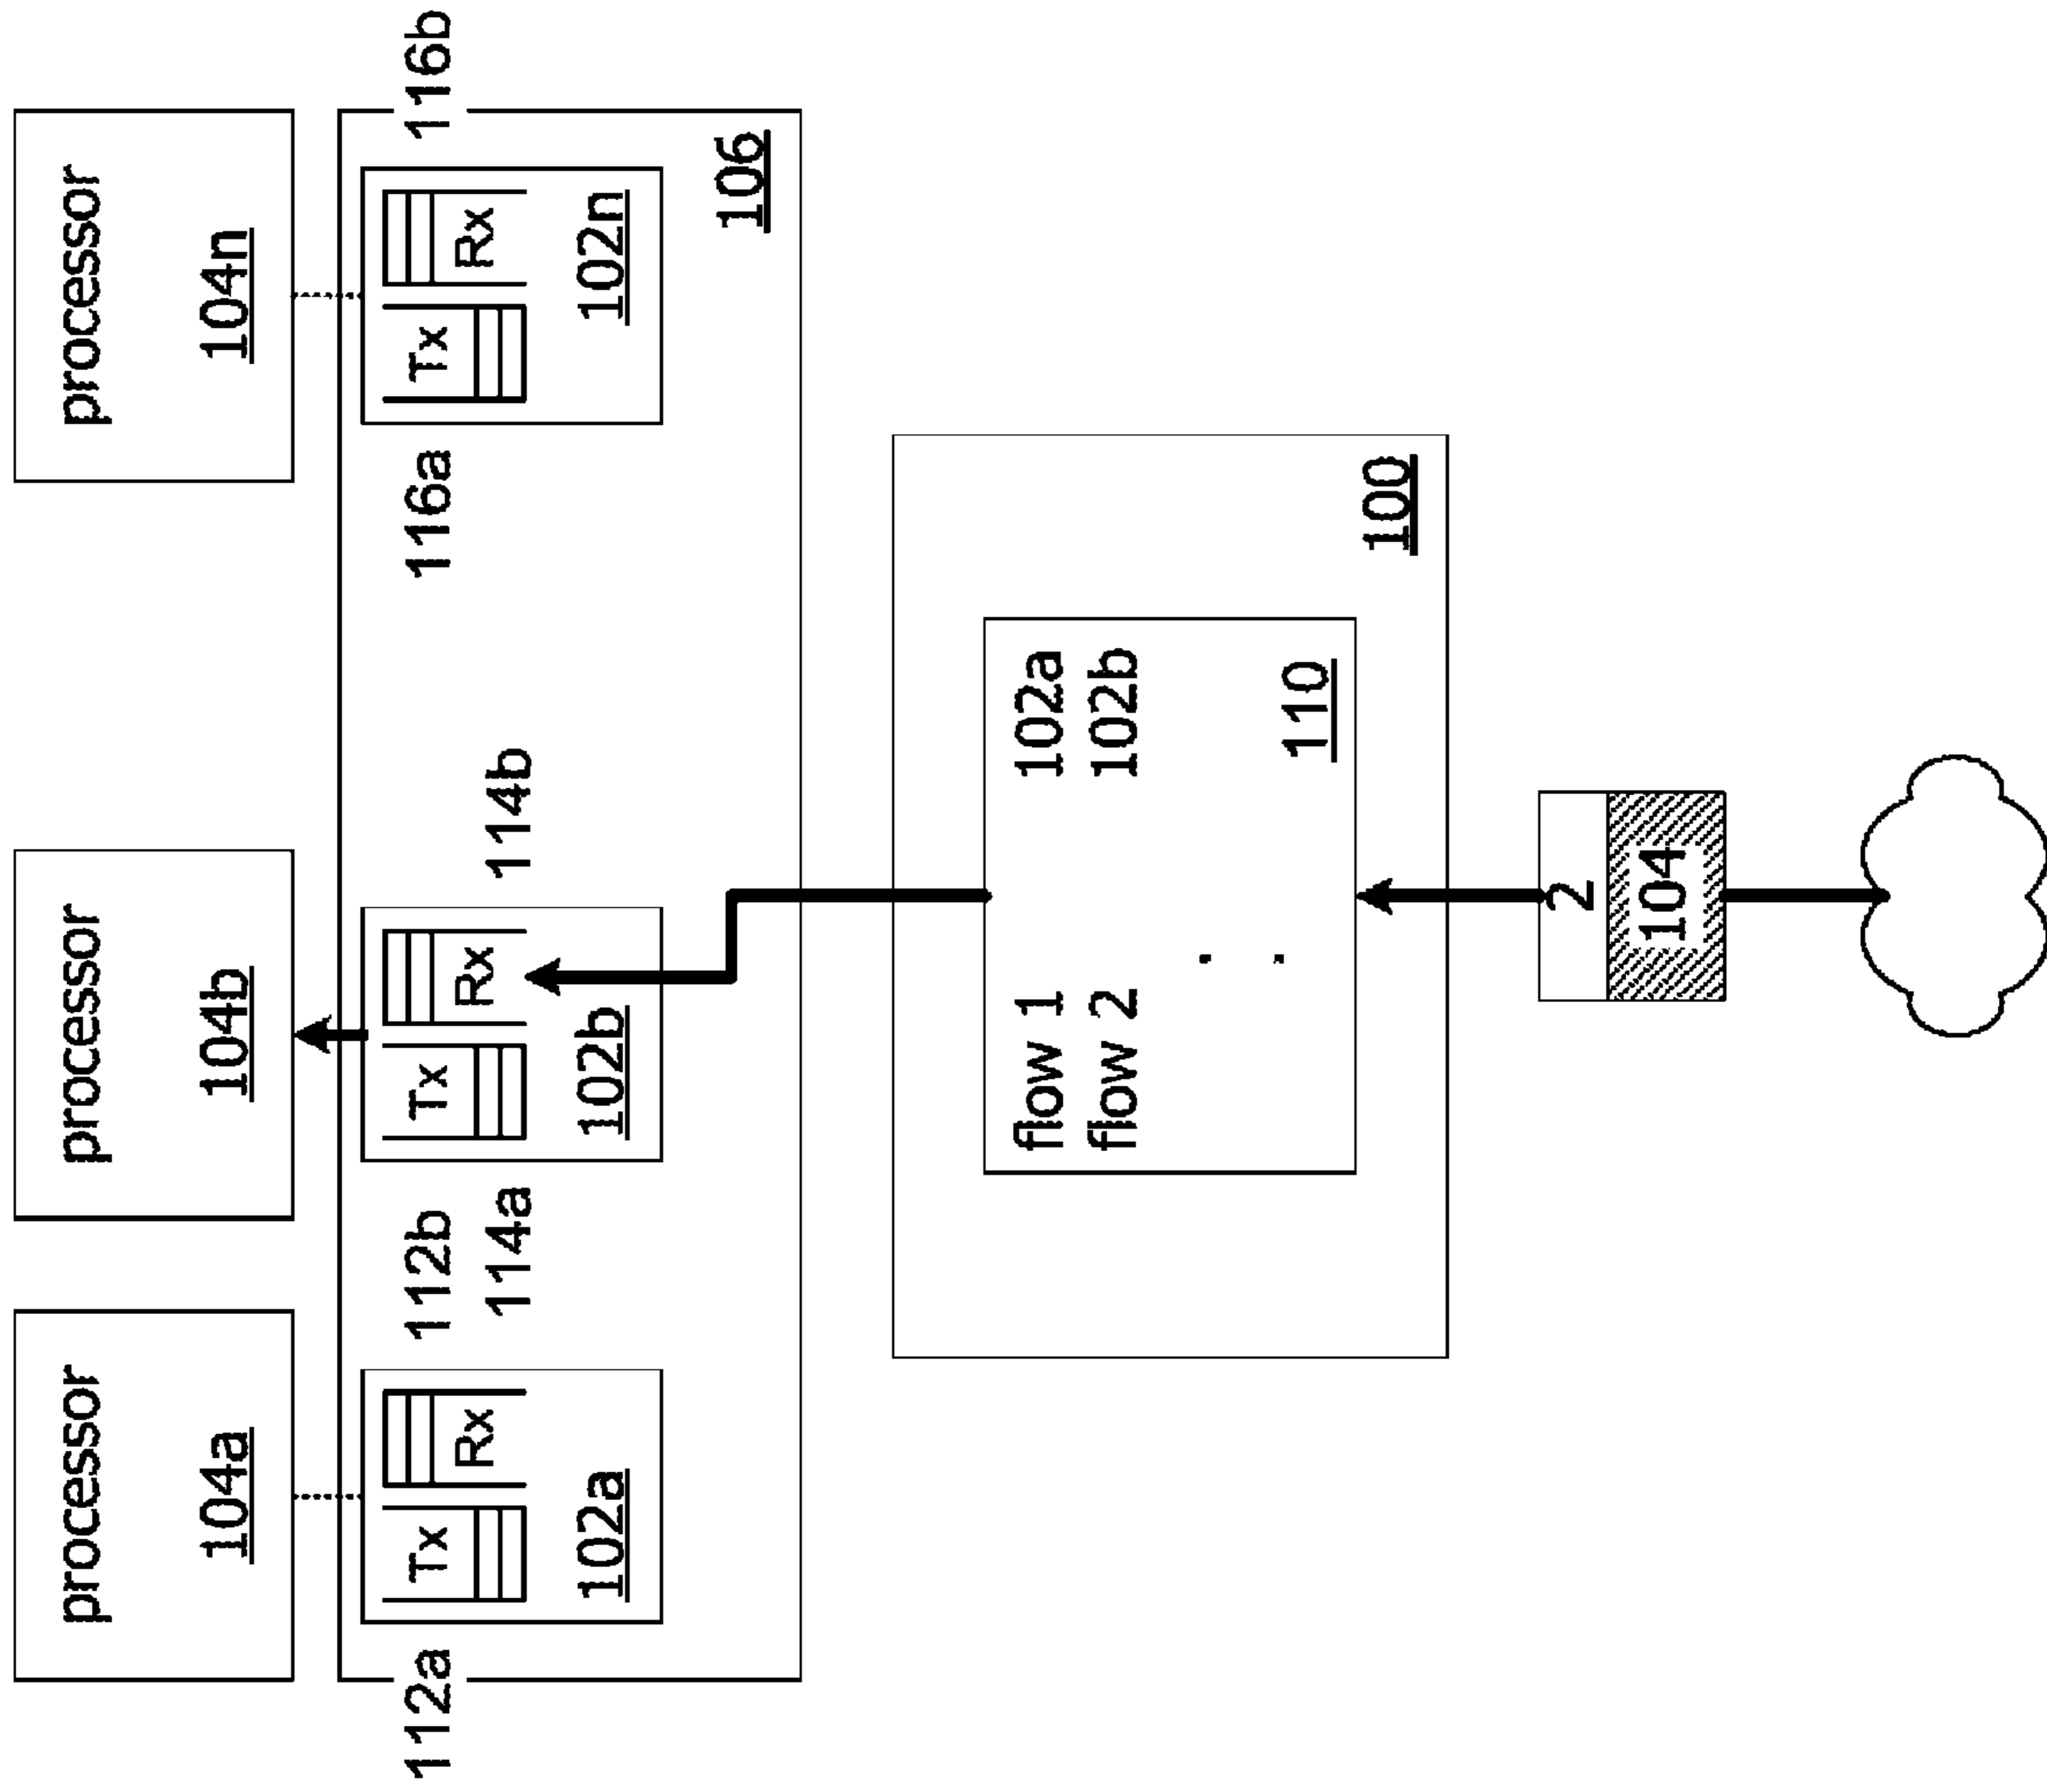 processor processor processor
104a 104b 104n
112a Tx 112b Tx 116a Tx 116b
Rx Rx Rx
114a 114b
102a 102b 102n
106
flow 1 102a
flow 2 102b
.
.
110
100
2
104